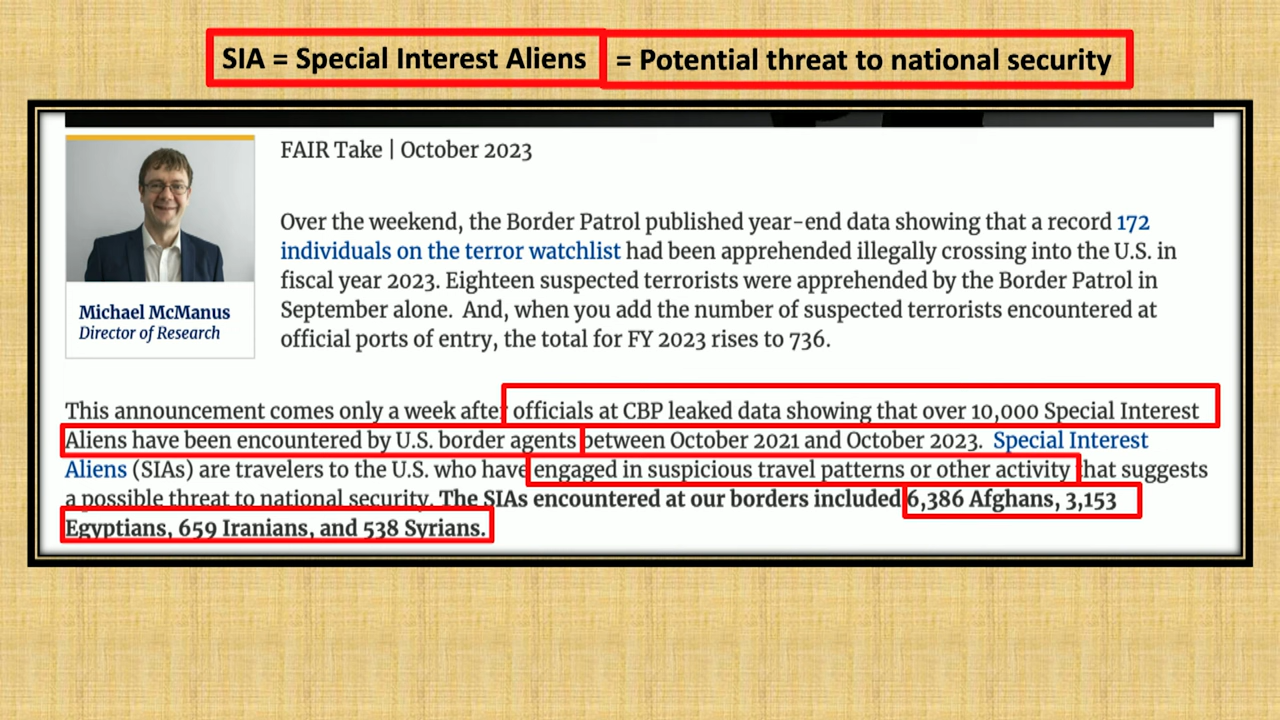 SIA = Special Interest Aliens = Potential threat to national security
FAIR Take | October 2023
Over the weekend, the Border Patrol published year-end data showing that a record 172
individuals on the terror watchlist had been apprehended illegally crossing into the U.S. in
fiscal year 2023. Eighteen suspected terrorists were apprehended by the Border Patrol in
September alone. And, when you add the number of suspected terrorists encountered at
official ports of entry, the total for FY 2023 rises to 736.
Michael McManus
Director of Research
This announcement comes only a week after officials at CBP leaked data showing that over 10,000 Special Interest
Aliens have been encountered by U.S. border agents between October 2021 and October 2023. Special Interest
Aliens (SIAs) are travelers to the U.S. who have engaged in suspicious travel patterns or other activity that suggests
a possible threat to national security. The SIAs encountered at our borders included 6,386 Afghans, 3,153
Egyptians, 659 Iranians, and 538 Syrians.